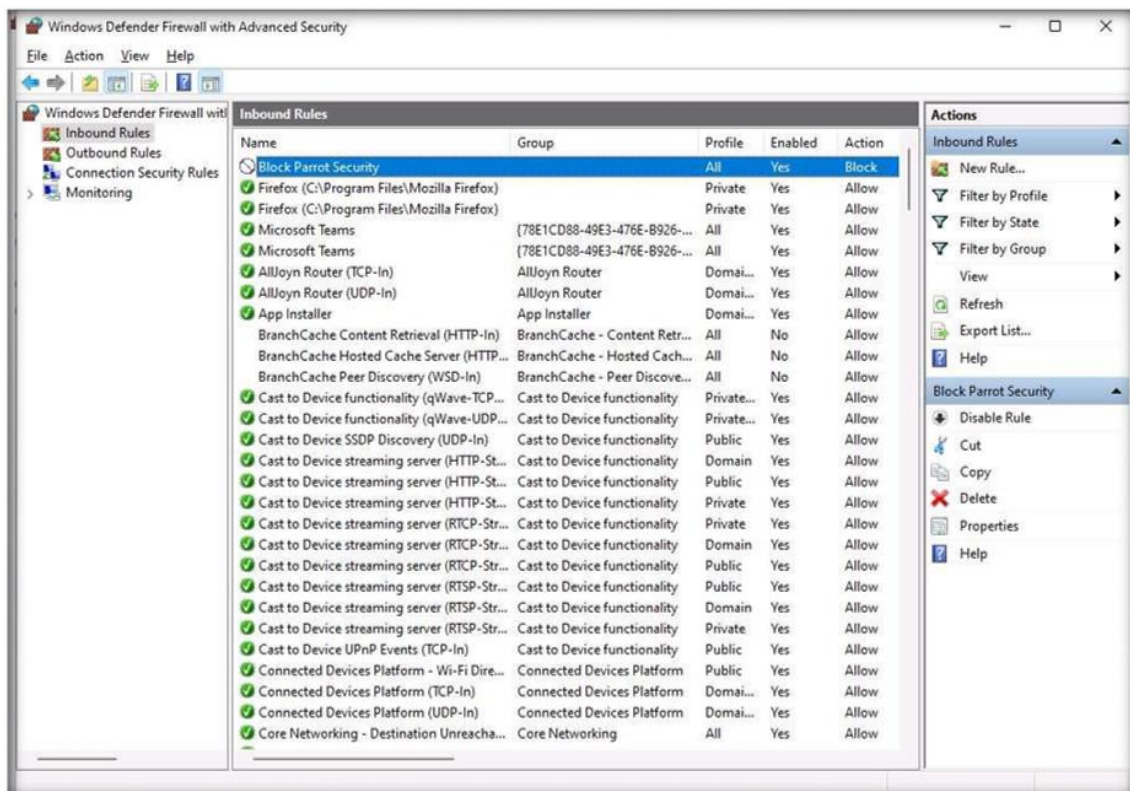 Windows Defender Firewall with Advanced Security
File Action View Help
Windows Defender Firewall witl
Inbound Rules
Outbound Rules
Connection Security Rules
Monitoring
Inbound Rules
Name Group Profile Enabled Action
Block Parrot Security All Yes Block
Firefox (C:\Program Files\Mozilla Firefox) Private Yes Allow
Firefox (C:\Program Files\Mozilla Firefox) Private Yes Allow
Microsoft Teams {78E1CD88-49E3-476E-B926-... All Yes Allow
Microsoft Teams {78E1CD88-49E3-476E-B926-... All Yes Allow
AllJoyn Router (TCP-In) AllJoyn Router Domai... Yes Allow
AllJoyn Router (UDP-In) AllJoyn Router Domai... Yes Allow
App Installer App Installer Domai... Yes Allow
BranchCache Content Retrieval (HTTP-In) BranchCache - Content Retr... All No Allow
BranchCache Hosted Cache Server (HTTP... BranchCache - Hosted Cach... All No Allow
BranchCache Peer Discovery (WSD-In) BranchCache - Peer Discove... All No Allow
Cast to Device functionality (qWave-TCP... Cast to Device functionality Private... Yes Allow
Cast to Device functionality (qWave-UDP... Cast to Device functionality Private... Yes Allow
Cast to Device SSDP Discovery (UDP-In) Cast to Device functionality Public Yes Allow
Cast to Device streaming server (HTTP-St... Cast to Device functionality Domain Yes Allow
Cast to Device streaming server (HTTP-St... Cast to Device functionality Public Yes Allow
Cast to Device streaming server (HTTP-St... Cast to Device functionality Private Yes Allow
Cast to Device streaming server (RTCP-Str... Cast to Device functionality Private Yes Allow
Cast to Device streaming server (RTCP-Str... Cast to Device functionality Domain Yes Allow
Cast to Device streaming server (RTCP-Str... Cast to Device functionality Public Yes Allow
Cast to Device streaming server (RTSP-Str... Cast to Device functionality Public Yes Allow
Cast to Device streaming server (RTSP-Str... Cast to Device functionality Domain Yes Allow
Cast to Device streaming server (RTSP-Str... Cast to Device functionality Private Yes Allow
Cast to Device UPnP Events (TCP-In) Cast to Device functionality Public Yes Allow
Connected Devices Platform - Wi-Fi Dire... Connected Devices Platform Public Yes Allow
Connected Devices Platform (TCP-In) Connected Devices Platform Domai... Yes Allow
Connected Devices Platform (UDP-In) Connected Devices Platform Domai... Yes Allow
Core Networking - Destination Unreacha... Core Networking All Yes Allow
Actions
Inbound Rules
New Rule...
Filter by Profile
Filter by State
Filter by Group
View
Refresh
Export List...
Help
Block Parrot Security
Disable Rule
Cut
Copy
Delete
Properties
Help